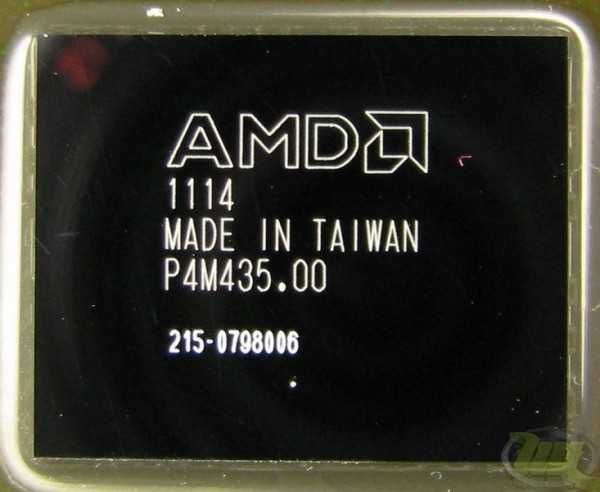 AMD
1114
MADE IN TAIWAN
P4M435.00
215-0798006